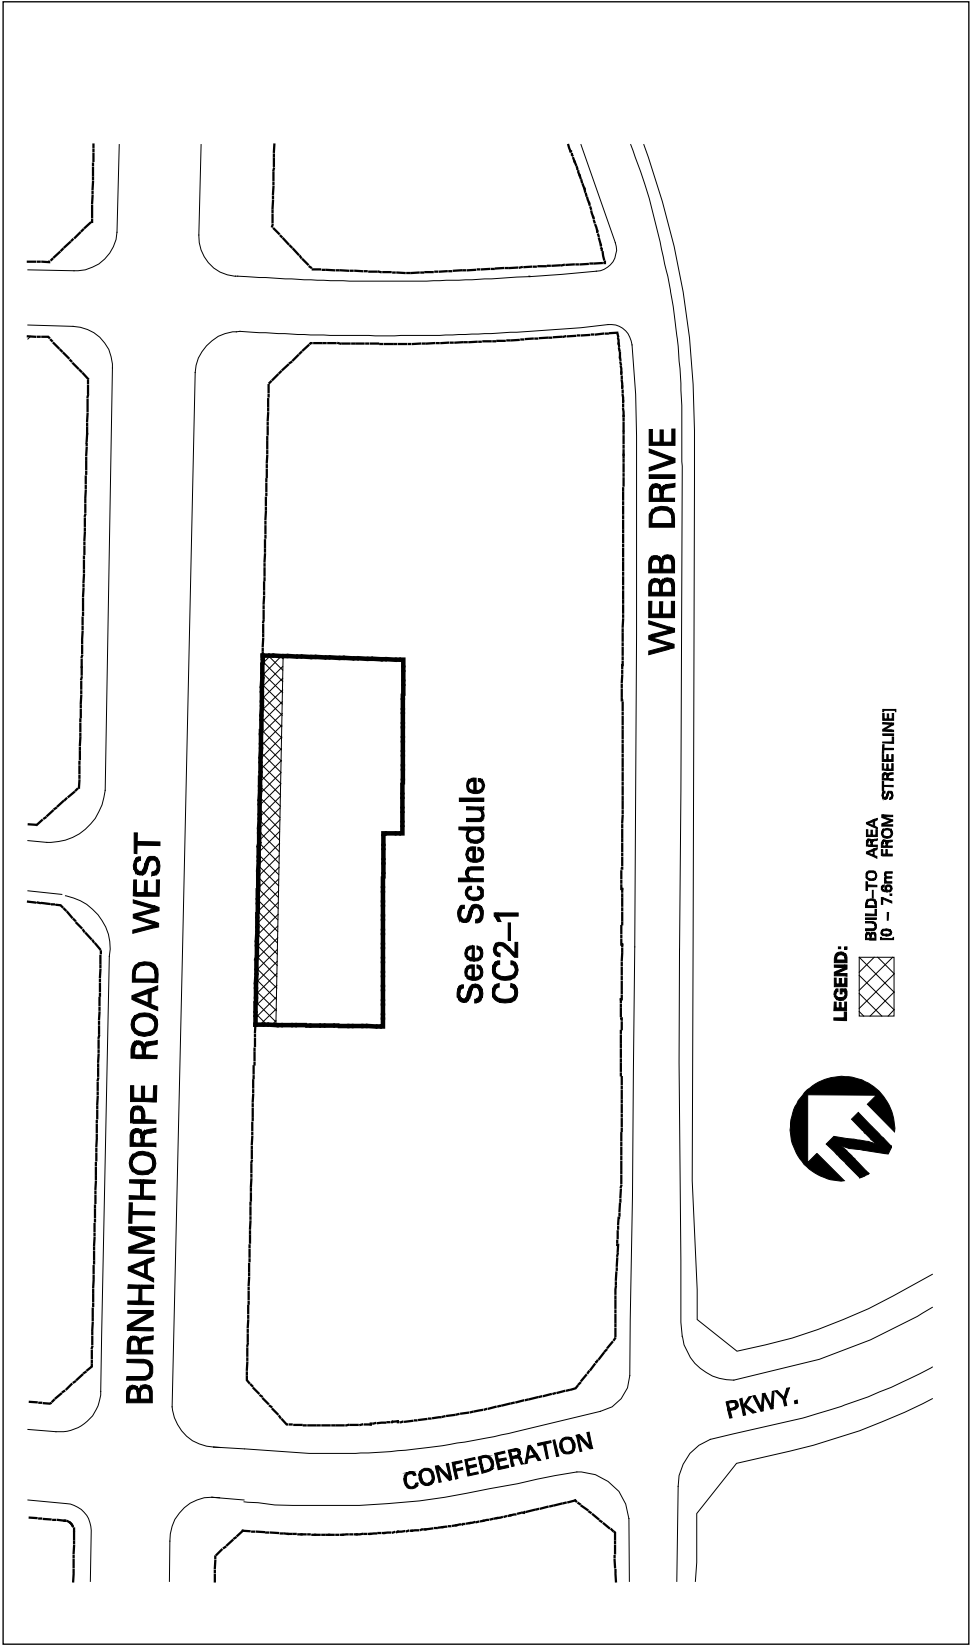 BURNHAMTHORPE ROAD WEST
See Schedule
CC2-1
WEBB DRIVE
CONFEDERATION
PKWY.
LEGEND:
BUILD-TO AREA
[0 - 7.6m FROM STREETLINE]
N